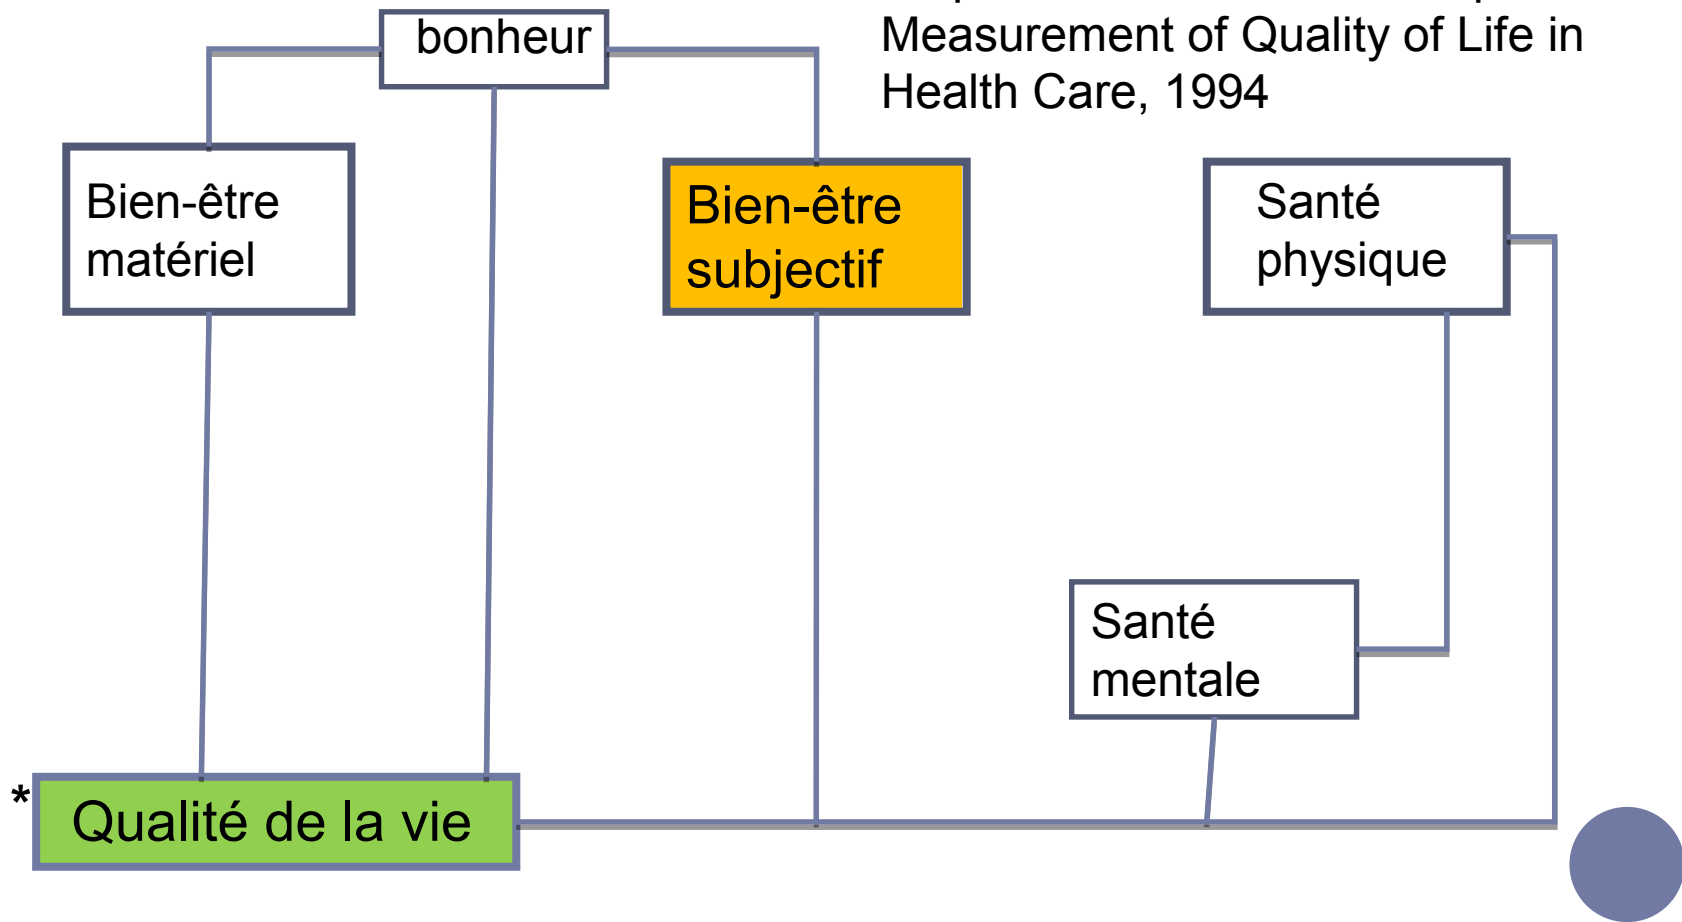 bonheur
Measurement of Quality of Life in
Health Care, 1994
Bien-être
matériel
Bien-être
subjectif
Santé
physique
Santé
mentale
*
Qualité de la vie